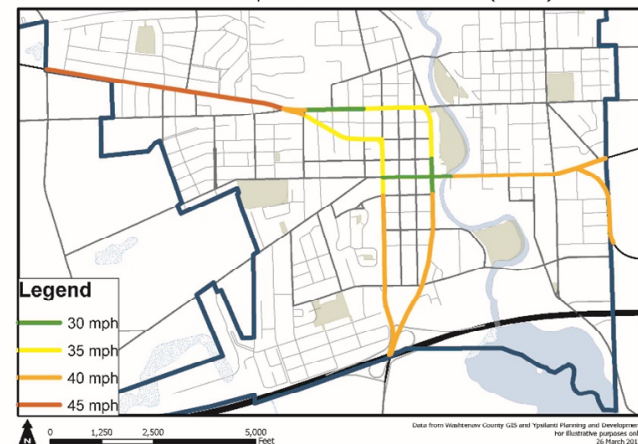 Legend
30 mph
35 mph
40 mph
45 mph
N
0 1,250 2,500 5,000
Feet
Data from Washtenaw County GIS and Ypsilanti Planning and Developmen
For illustrative purposes onl
26 March 201